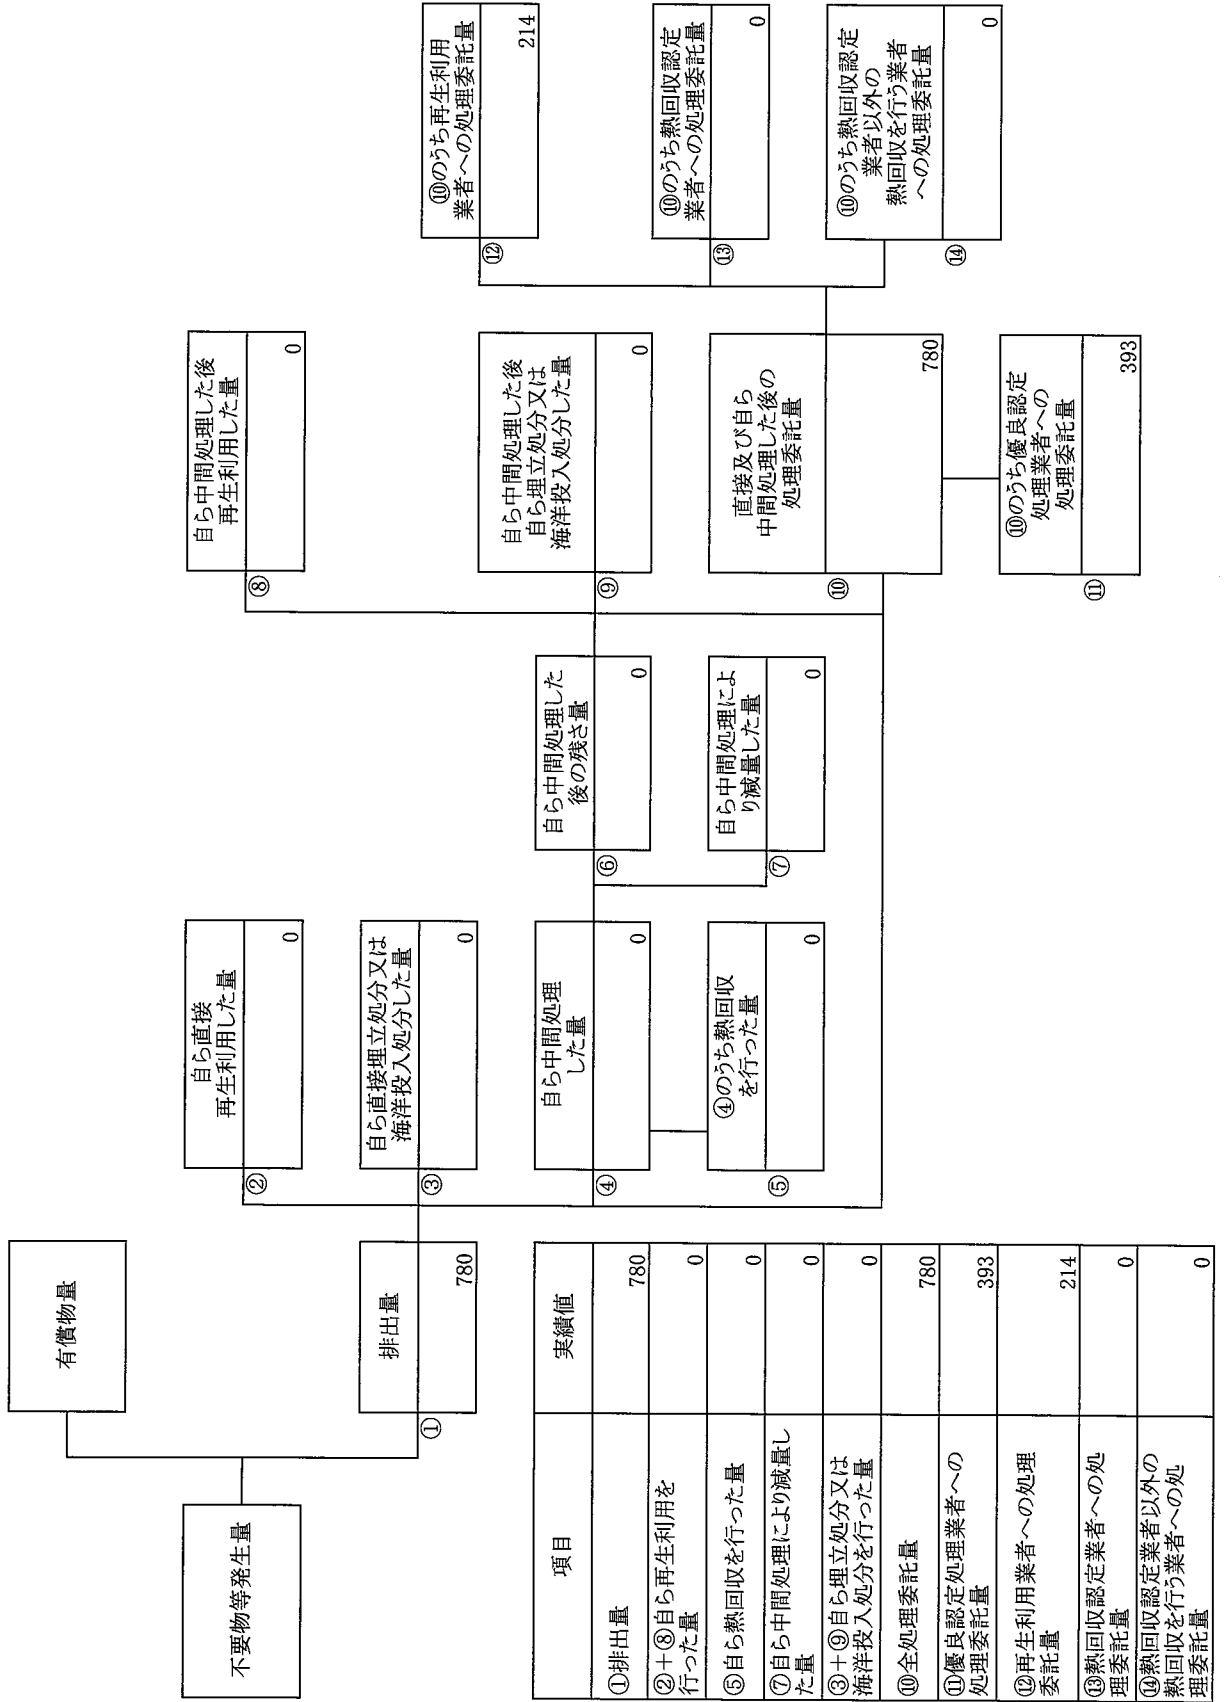 不要物等発生量
有償物量
①
排出量
780
②
自ら直接
再生利用した量
0
③
自ら直接埋立処分又は
海洋投入処分した量
0
④
自ら中間処理
した量
0
⑤
④のうち熱回収
を行った量
0
⑥
自ら中間処理した
後の残さ量
0
⑦
自ら中間処理によ
り減量した量
0
⑧
自ら中間処理した後
再生利用した量
0
⑨
自ら中間処理した後
自ら埋立処分又は
海洋投入処分した量
0
⑩
直接及び自ら
中間処理した後の
処理委託量
780
⑪
⑩のうち優良認定
処理業者への
処理委託量
393
⑫
⑩のうち再生利用
業者への処理委託量
214
⑬
⑩のうち熱回収認定
業者への処理委託量
0
⑭
⑩のうち熱回収認定
業者以外の
熱回収を行う業者
への処理委託量
0
項目 実績値
①排出量 780
②+⑧自ら再生利用を
行った量 0
⑤自ら熱回収を行った量 0
⑦自ら中間処理により減量し
た量 0
③+⑨自ら埋立処分又は
海洋投入処分を行った量 0
⑩全処理委託量 780
⑪優良認定処理業者への
処理委託量 393
⑫再生利用業者への処理
委託量 214
⑬熱回収認定業者への処
理委託量 0
⑭熱回収認定業者以外の
熱回収を行う業者への処
理委託量 0